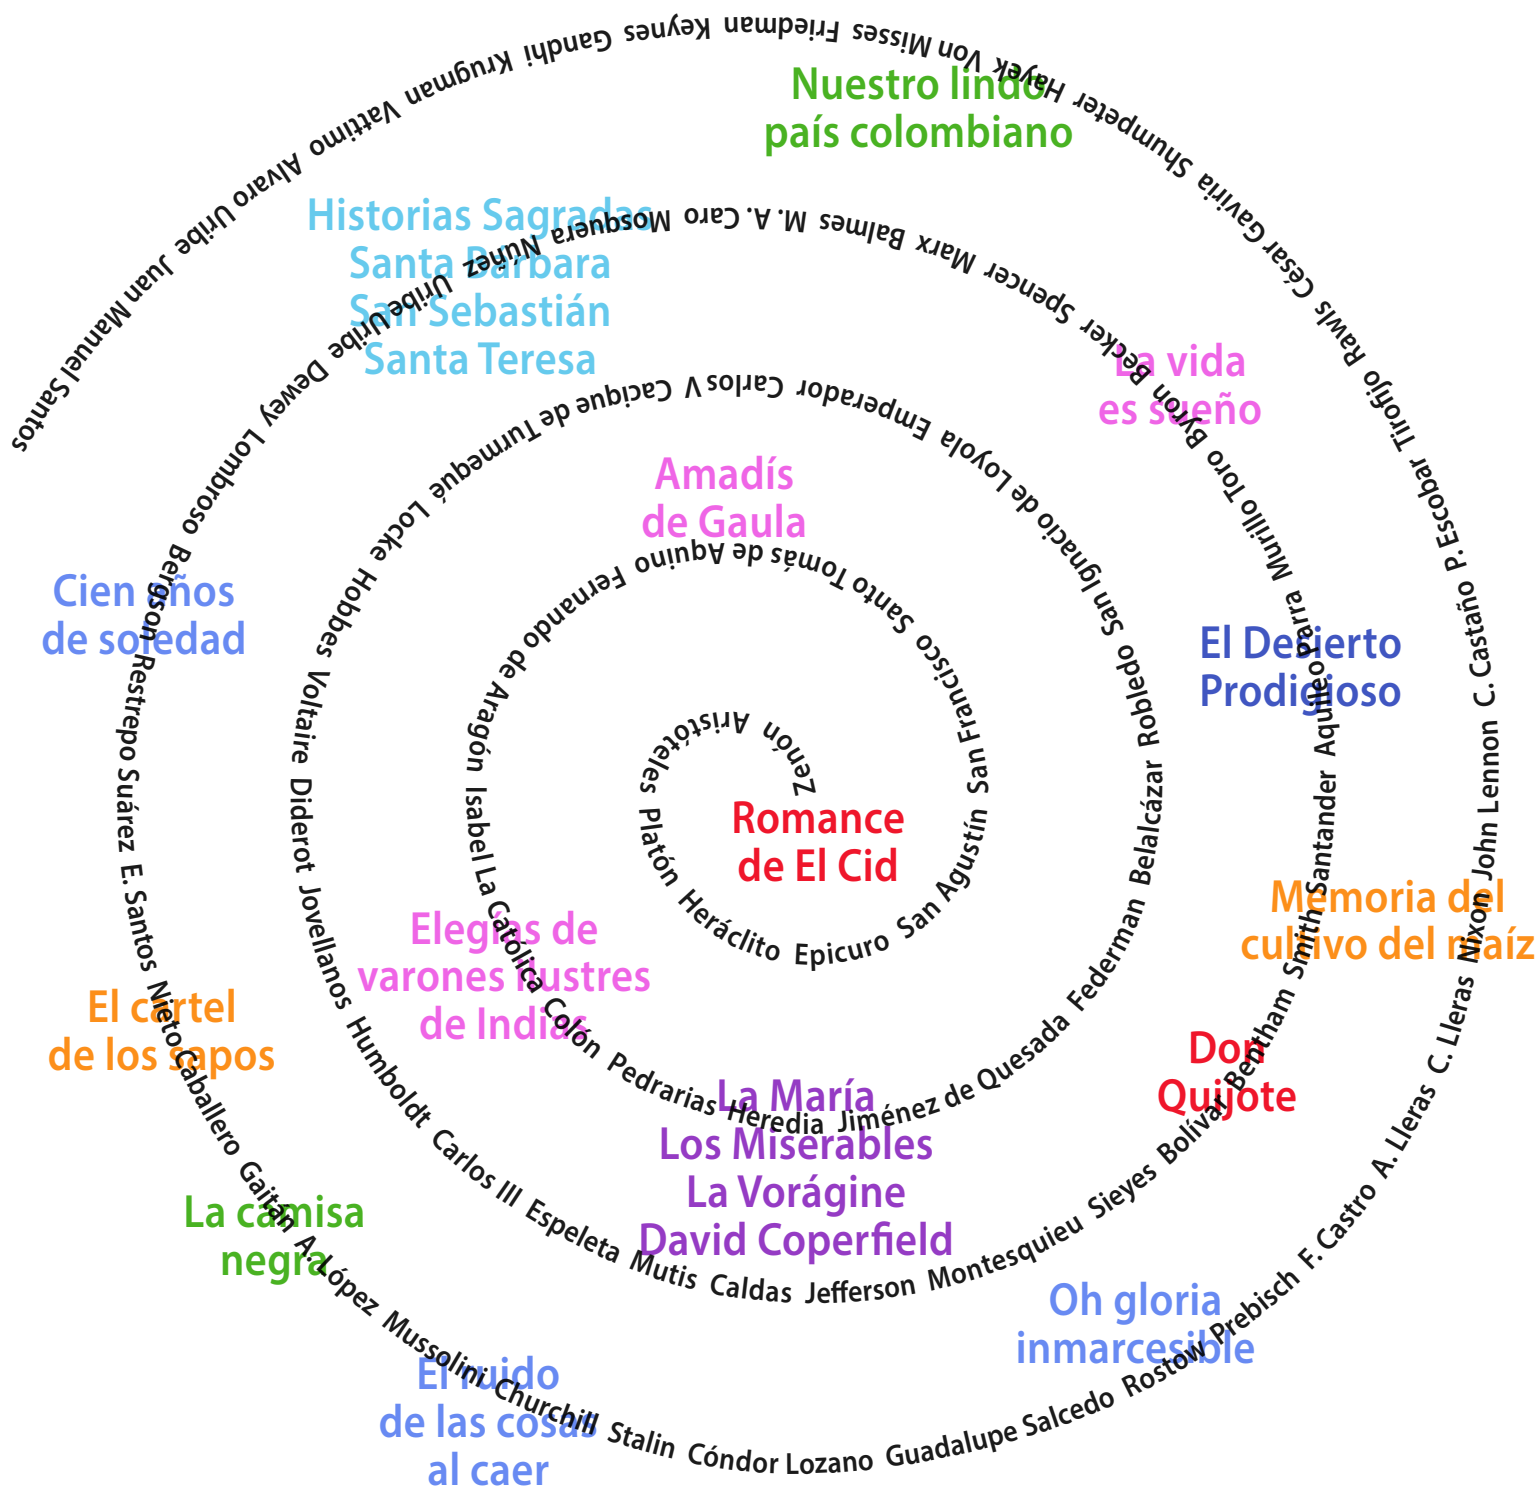 Zenón Aristóteles Platón Heráclito Epicuro San Agustín San Francisco Santo Tomás de Aquino Fernando de Aragón Isabel La Católica Colón Pedrarias Heredia Jiménez de Quesada Federman Belalcázar Robledo San Ignacio de Loyola Emperador Carlos V Cacique de Turmequé Locke Hobbes Voltaire Diderot Jovellanos Humboldt Carlos III Espeleta Mutis Caldas Jefferson Montesquieu Sieyes Bolívar Bentham Smith Santander Aquileo Parra Murillo Toro Byron Becker Spencer Marx Balmes M. A. Caro Mosquera Núñez Uribe Uribe Dewey Lombroso Bergson Restrepo Suárez E. Santos Nieto Caballero Gaitán A. López Mussolini Churchill Stalin Cóndor Lozano Guadalupe Salcedo Rostow Prebisch F. Castro A. Lleras C. Lleras Nixon John Lennon C. Castaño P. Escobar Tirofijo Rawls César Gaviria Shumpeter Hayek Von Misses Friedman Keynes Gandhi Krugman Vattimo Alvaro Uribe Juan Manuel Santos
Nuestro lindo
país colombiano
Historias Sagradas
Santa Bárbara
San Sebastián
Santa Teresa
La vida
es sueño
Amadís
de Gaula
Cien años
de soledad
El Desierto
Prodigioso
Romance
de El Cid
Memoria del
cultivo del maíz
Elegías de
varones ilustres
de Indias
El cartel
de los sapos
Don
Quijote
La María
Los Miserables
La Vorágine
David Coperfield
La camisa
negra
Oh gloria
inmarcesible
El ruido
de las cosas
al caer